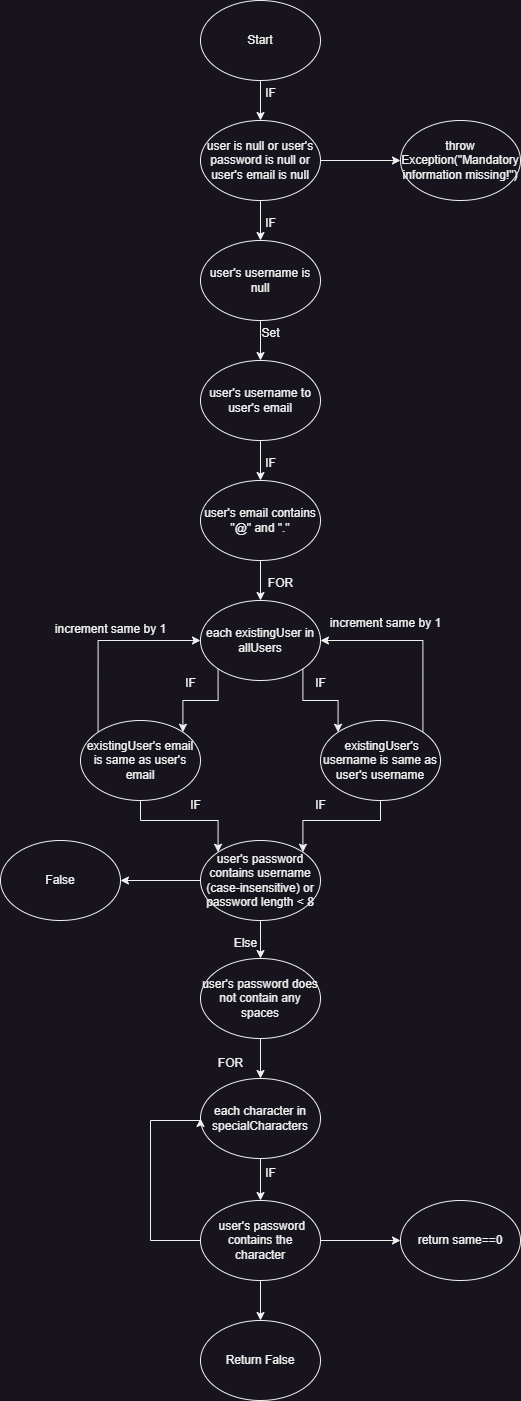 Start
IF
user is null or user's
password is null or
user's email is null
throw
Exception("Mandatory
information missing!")
IF
user's username is
null
Set
user's username to
user's email
IF
user's email contains
"@" and "."
FOR
each existingUser in
allUsers
increment same by 1
increment same by 1
IF
IF
existingUser's email
is same as user's
email
existingUser's
username is same as
user's username
IF
IF
user's password
contains username
(case-insensitive) or
password length < 8
False
Else
user's password does
not contain any
spaces
FOR
each character in
specialCharacters
IF
user's password
contains the
character
return same==0
Return False